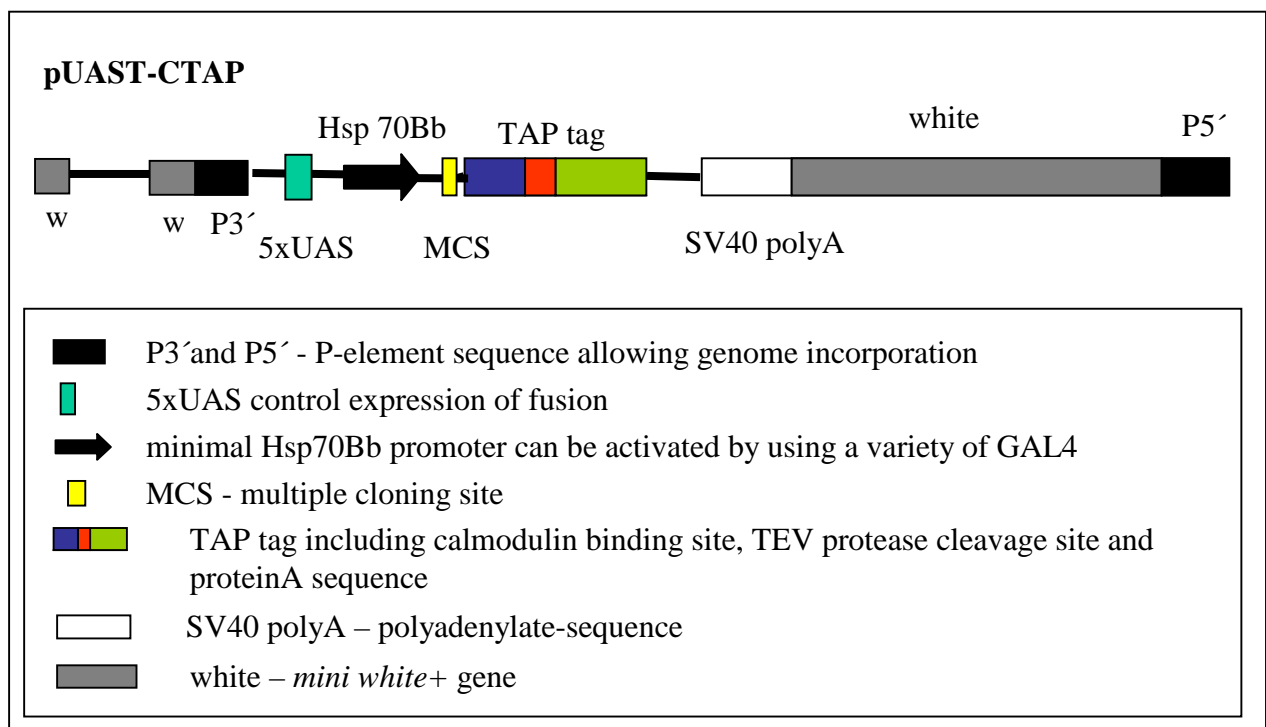 pUAST-CTAP
Hsp 70Bb
TAP tag
white
P5´
w
w
P3´
5xUAS
MCS
SV40 polyA
P3´and P5´ - P-element sequence allowing genome incorporation
5xUAS control expression of fusion
minimal Hsp70Bb promoter can be activated by using a variety of GAL4
MCS - multiple cloning site
TAP tag including calmodulin binding site, TEV protease cleavage site and
proteinA sequence
SV40 polyA – polyadenylate-sequence
white – mini white+ gene